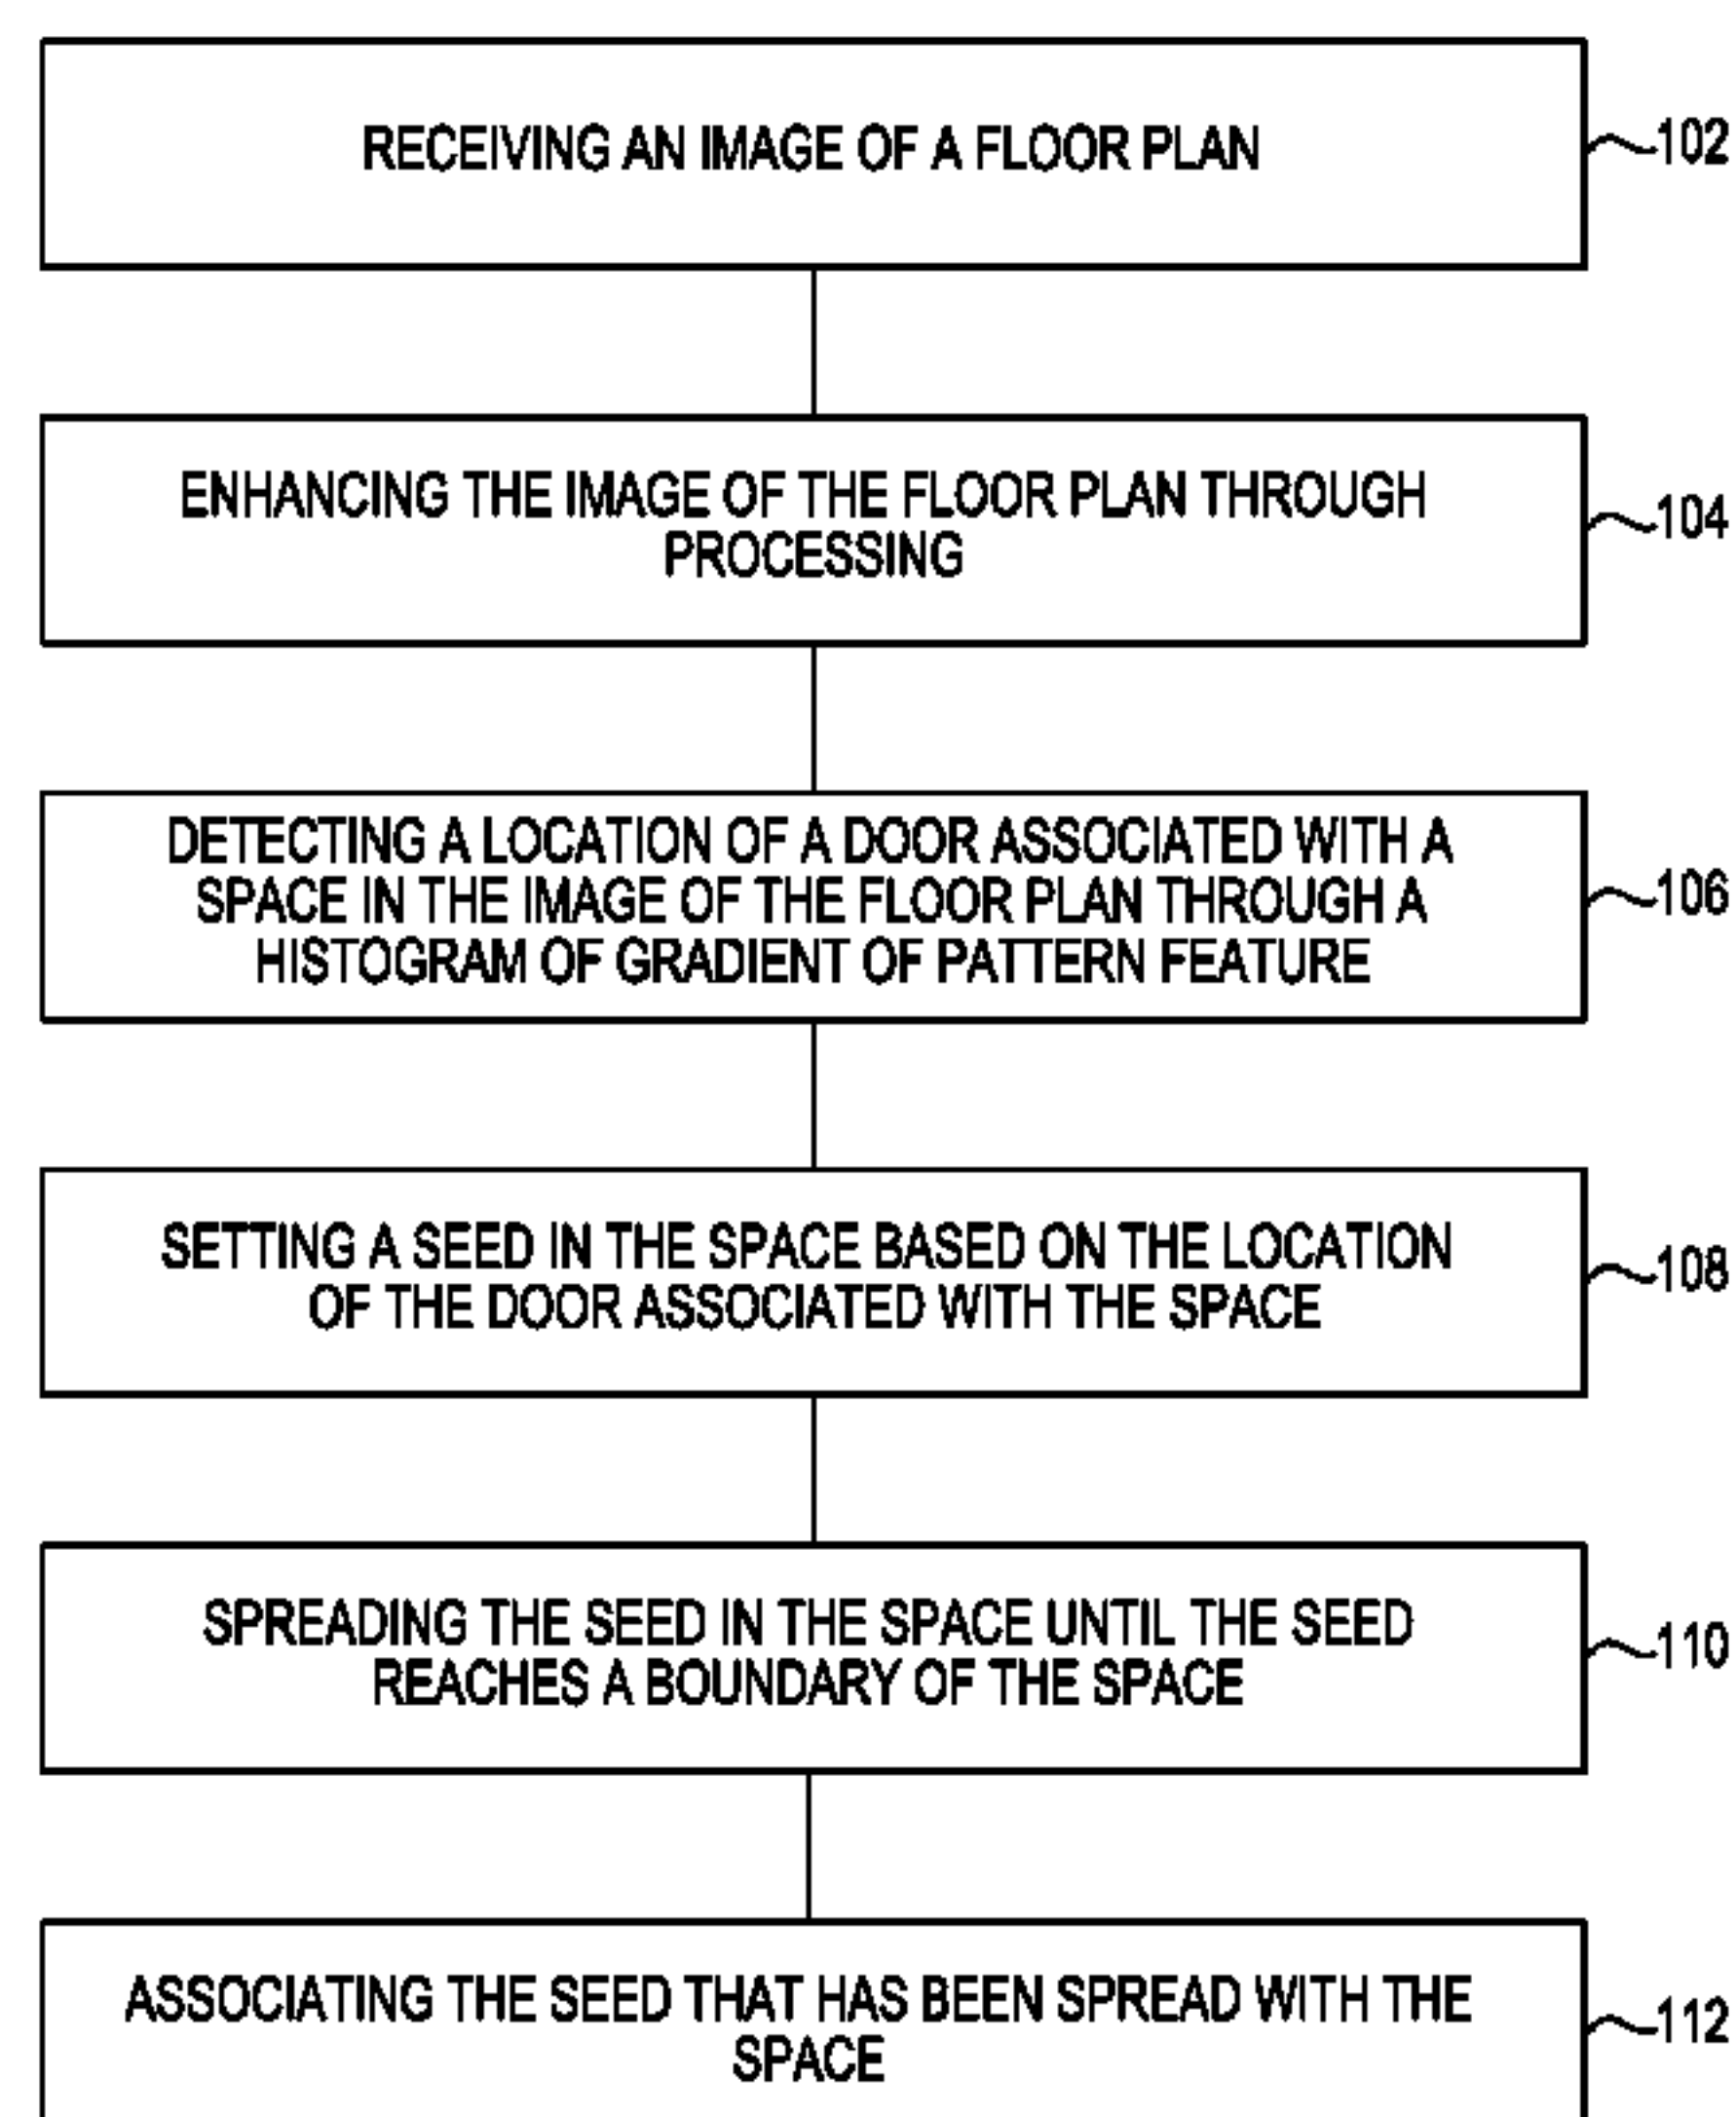 RECEIVING AN IMAGE OF A FLOOR PLAN
102
ENHANCING THE IMAGE OF THE FLOOR PLAN THROUGH
PROCESSING
104
DETECTING A LOCATION OF A DOOR ASSOCIATED WITH A
SPACE IN THE IMAGE OF THE FLOOR PLAN THROUGH A
HISTOGRAM OF GRADIENT OF PATTERN FEATURE
106
SETTING A SEED IN THE SPACE BASED ON THE LOCATION
OF THE DOOR ASSOCIATED WITH THE SPACE
108
SPREADING THE SEED IN THE SPACE UNTIL THE SEED
REACHES A BOUNDARY OF THE SPACE
110
ASSOCIATING THE SEED THAT HAS BEEN SPREAD WITH THE
SPACE
112